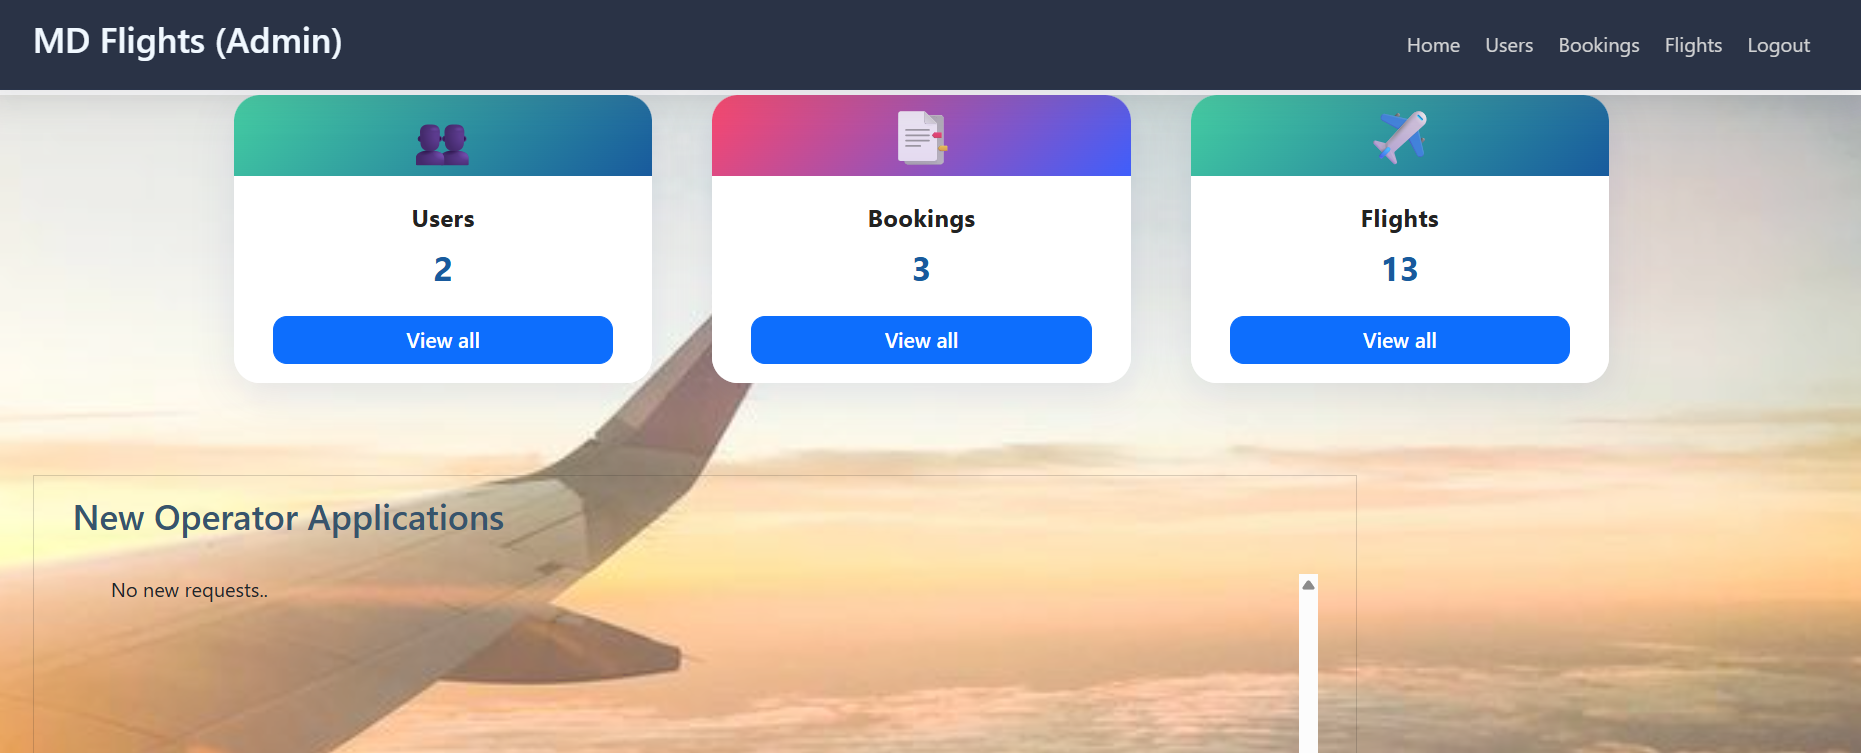 MD Flights (Admin)
Home Users Bookings Flights Logout
Users
2
View all
Bookings
3
View all
Flights
13
View all
New Operator Applications
No new requests..